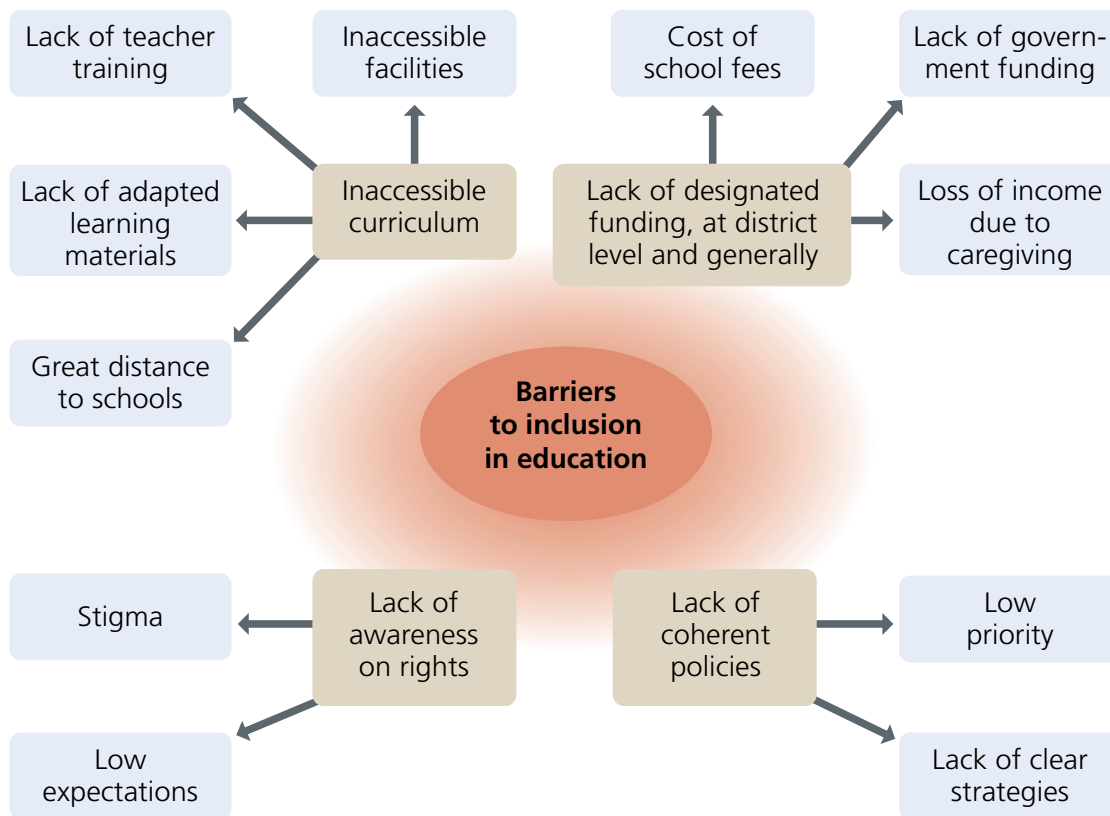 Lack of teacher
training
Inaccessible
facilities
Cost of
school fees
Lack of govern-
ment funding
Lack of adapted
learning
materials
Inaccessible
curriculum
Lack of designated
funding, at district
level and generally
Loss of income
due to
caregiving
Great distance
to schools
Barriers
to inclusion
in education
Stigma
Lack of
awareness
on rights
Lack of
coherent
policies
Low
priority
Low
expectations
Lack of clear
strategies